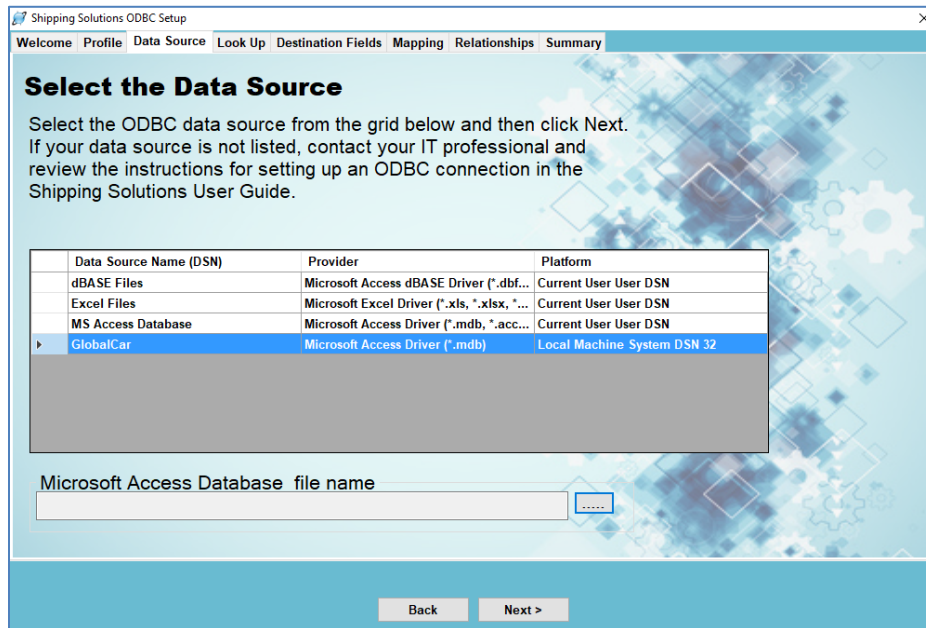 Shipping Solutions ODBC Setup
Welcome Profile Data Source Look Up Destination Fields Mapping Relationships Summary
Select the Data Source
Select the ODBC data source from the grid below and then click Next.
If your data source is not listed, contact your IT professional and
review the instructions for setting up an ODBC connection in the
Shipping Solutions User Guide.
Data Source Name (DSN) Provider Platform
dBASE Files Microsoft Access dBASE Driver (*.dbf... Current User User DSN
Excel Files Microsoft Excel Driver (*.xls, *.xlsx, *... Current User User DSN
MS Access Database Microsoft Access Driver (*.mdb, *.acc... Current User User DSN
GlobalCar Microsoft Access Driver (*.mdb) Local Machine System DSN 32
Microsoft Access Database file name
.....
Back Next >